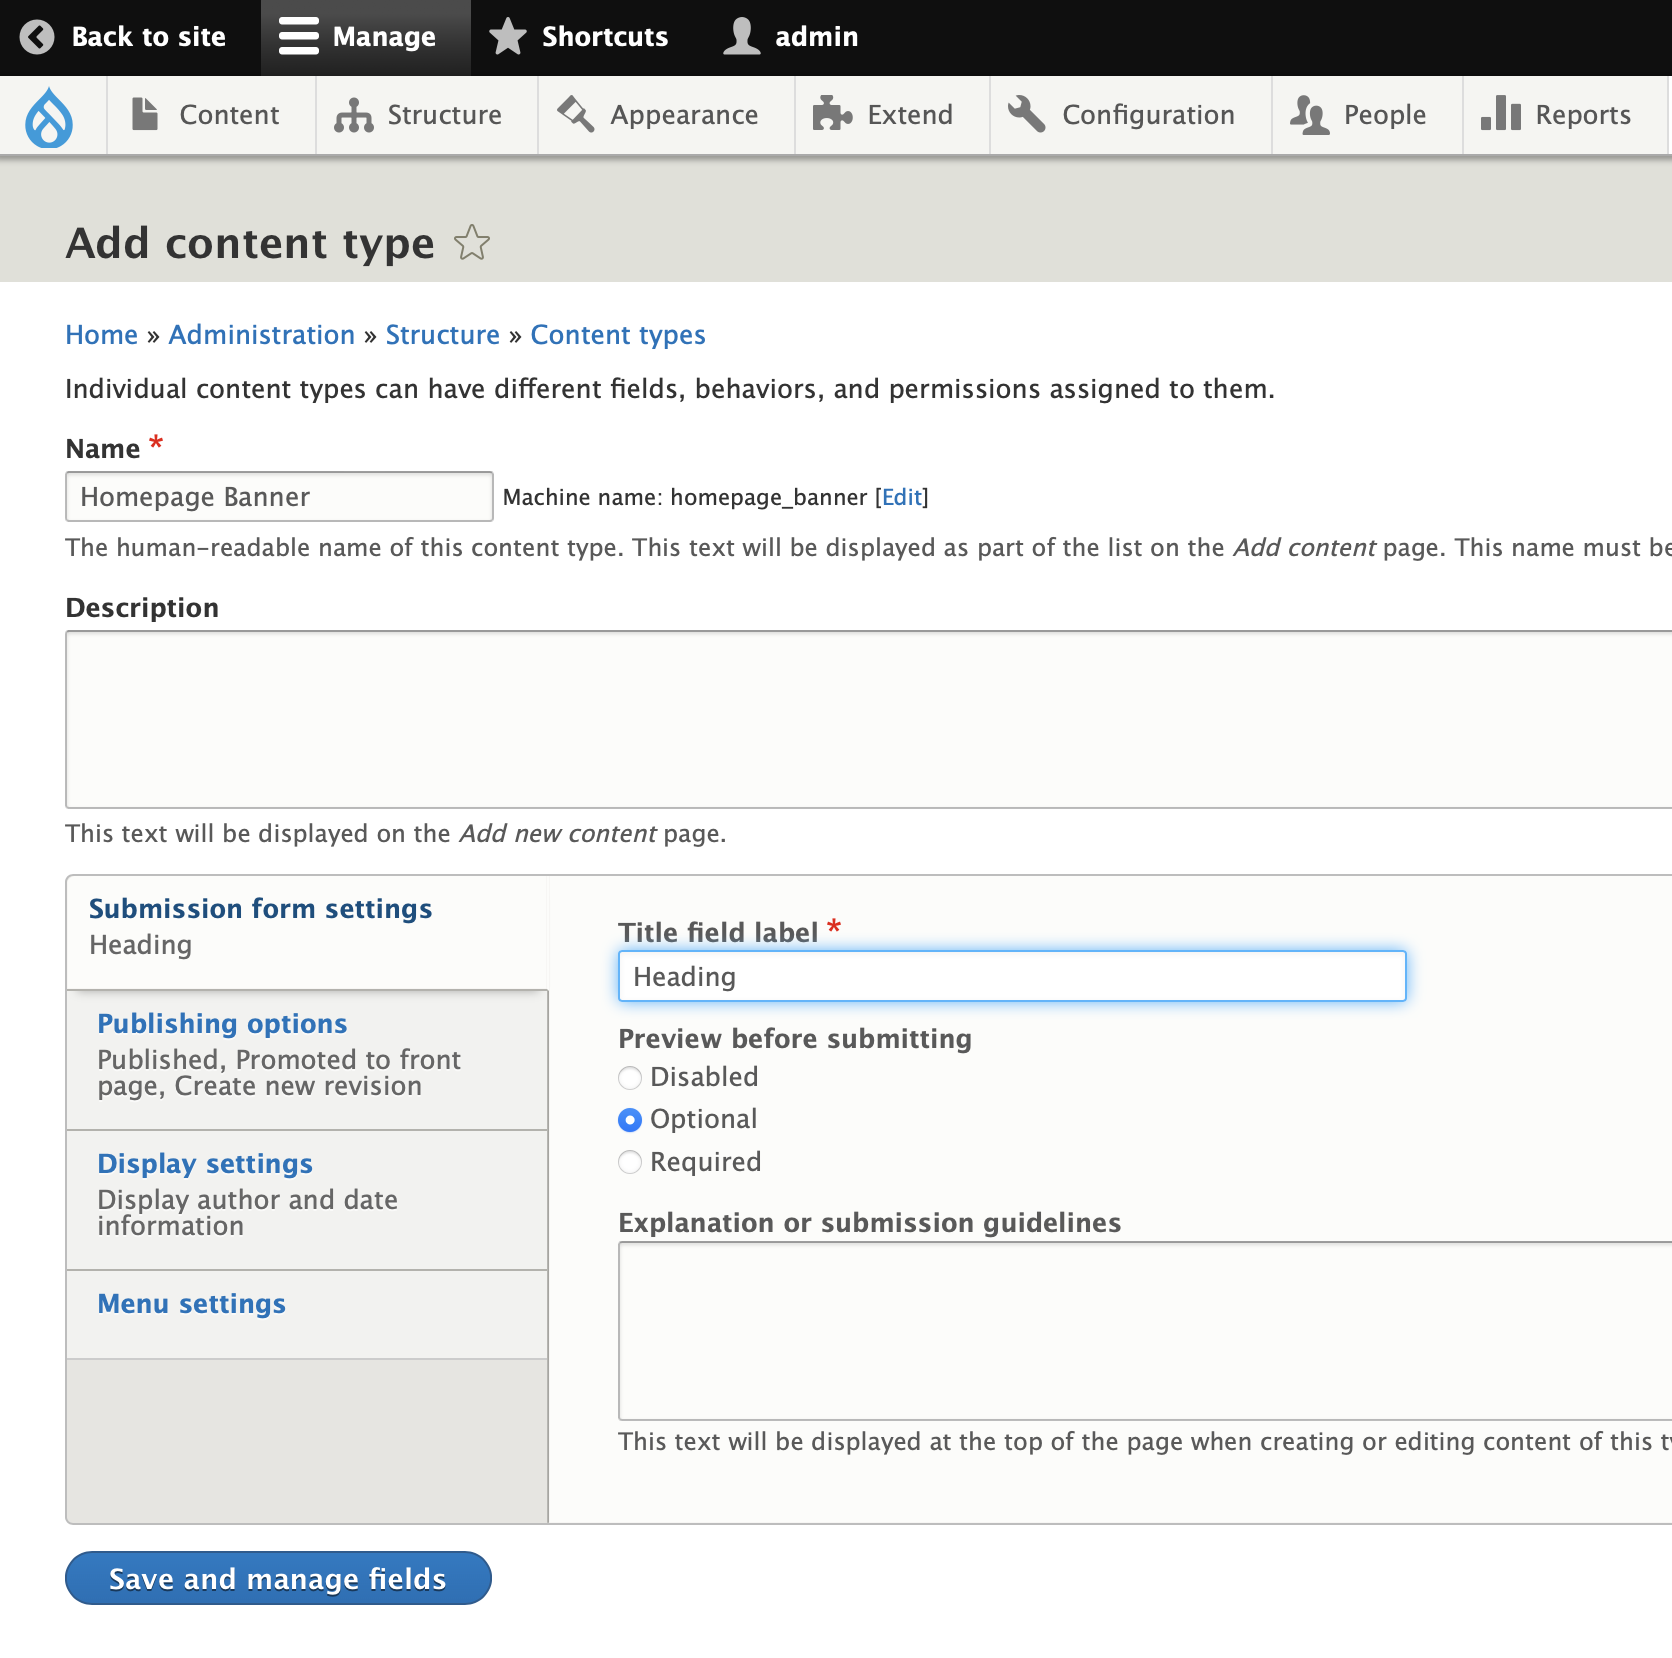 Back to site Manage Shortcuts admin
Content Structure Appearance Extend Configuration People Reports
Add content type
Home » Administration » Structure » Content types
Individual content types can have different fields, behaviors, and permissions assigned to them.
Name *
Homepage Banner Machine name: homepage_banner [Edit]
The human-readable name of this content type. This text will be displayed as part of the list on the Add content page. This name must be
Description
This text will be displayed on the Add new content page.
Submission form settings
Heading
Publishing options
Published, Promoted to front
page, Create new revision
Display settings
Display author and date
information
Menu settings
Title field label *
Heading
Preview before submitting
Disabled
Optional
Required
Explanation or submission guidelines
This text will be displayed at the top of the page when creating or editing content of this
Save and manage fields